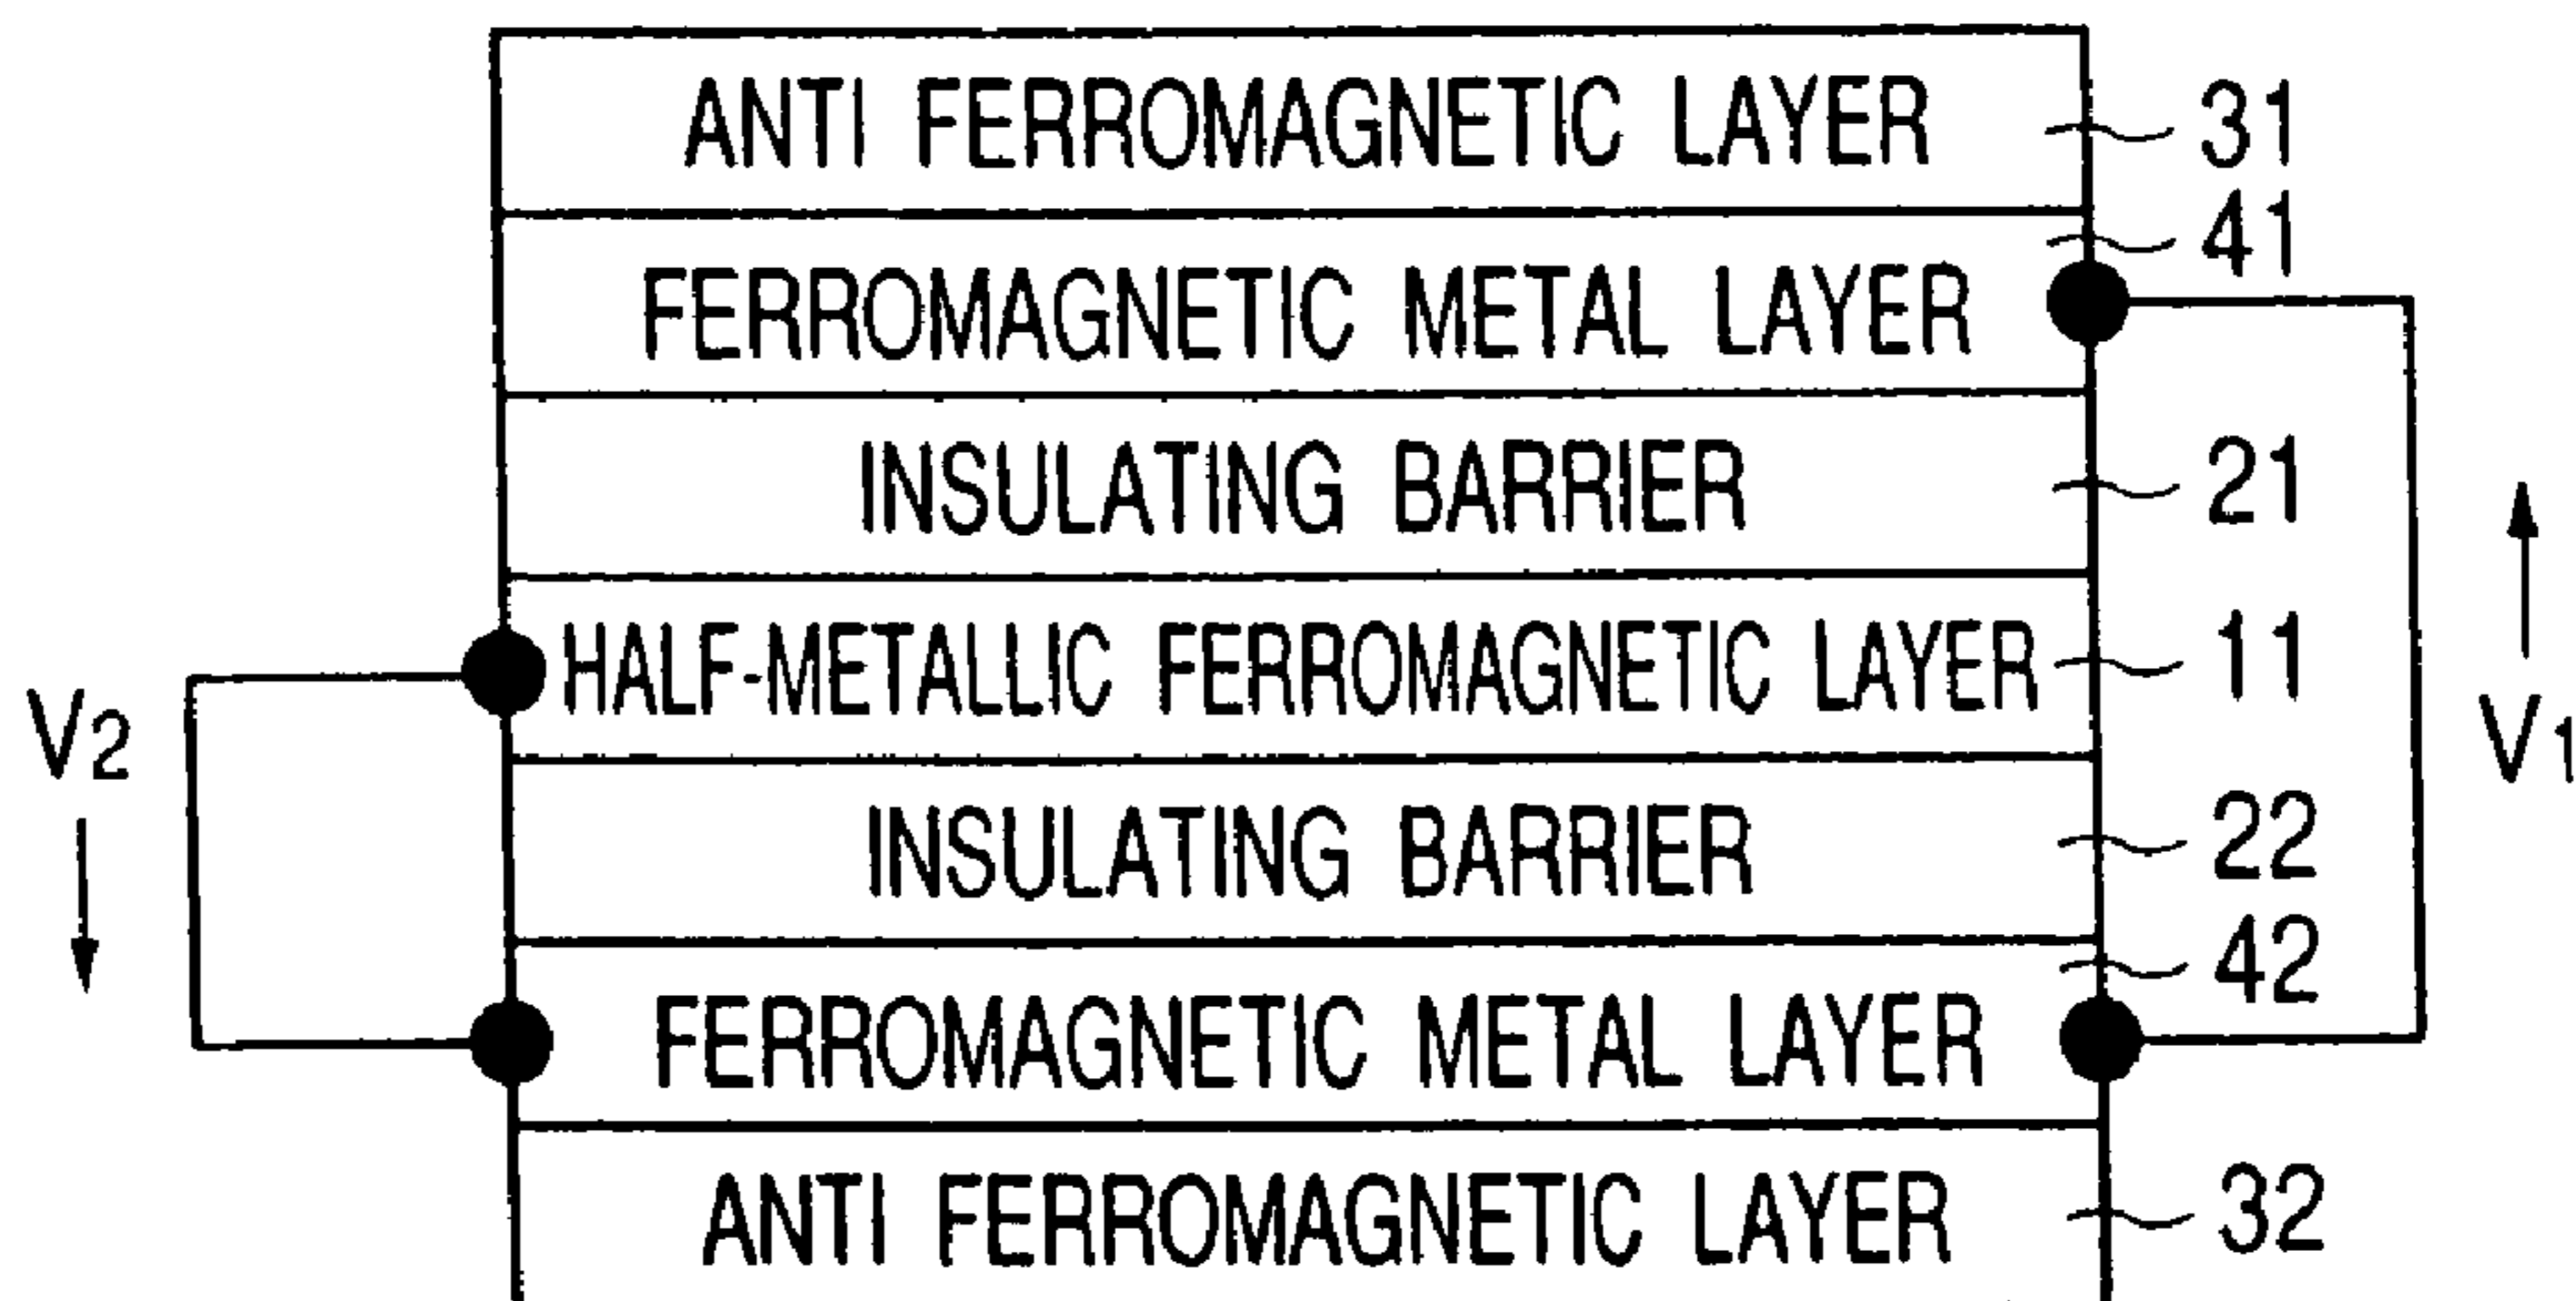 ANTI FERROMAGNETIC LAYER 31
41
FERROMAGNETIC METAL LAYER
INSULATING BARRIER 21
HALF-METALLIC FERROMAGNETIC LAYER 11
V2
V1
INSULATING BARRIER 22
42
FERROMAGNETIC METAL LAYER
ANTI FERROMAGNETIC LAYER 32